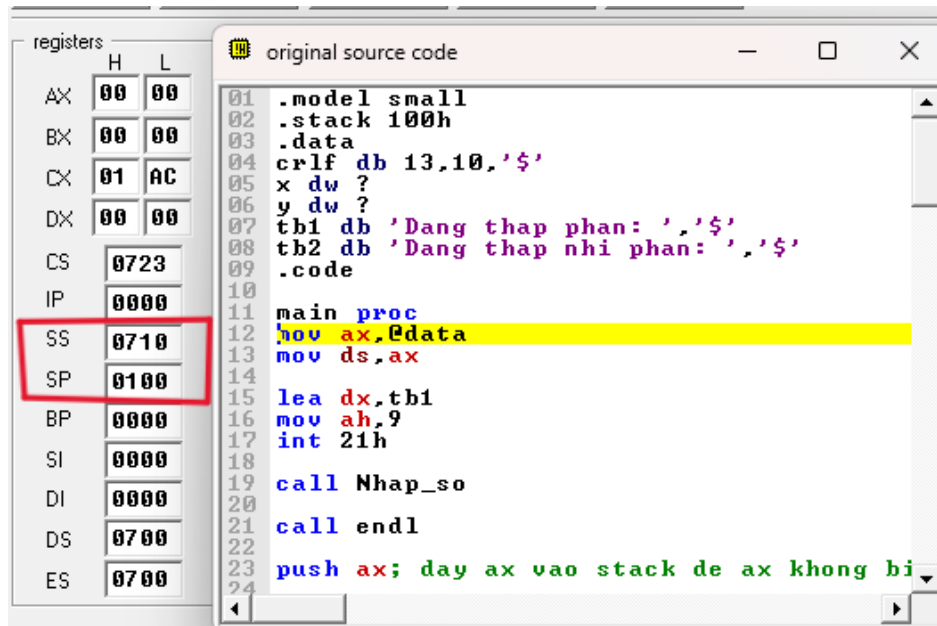 registers
H L
AX 00 00
BX 00 00
CX 01 AC
DX 00 00
CS 0723
IP 0000
SS 0710
SP 0100
BP 0000
SI 0000
DI 0000
DS 0700
ES 0700
original source code
01 .model small
02 .stack 100h
03 .data
04 crlf db 13,10,'$'
05 x dw ?
06 y dw ?
07 tb1 db 'Dang thap phan: ','$'
08 tb2 db 'Dang thap nhi phan: ','$'
09 .code
10
11 main proc
12 mov ax,@data
13 mov ds,ax
14
15 lea dx,tb1
16 mov ah,9
17 int 21h
18
19 call Nhap_so
20
21 call endl
22
23 push ax; day ax vao stack de ax khong bi
24